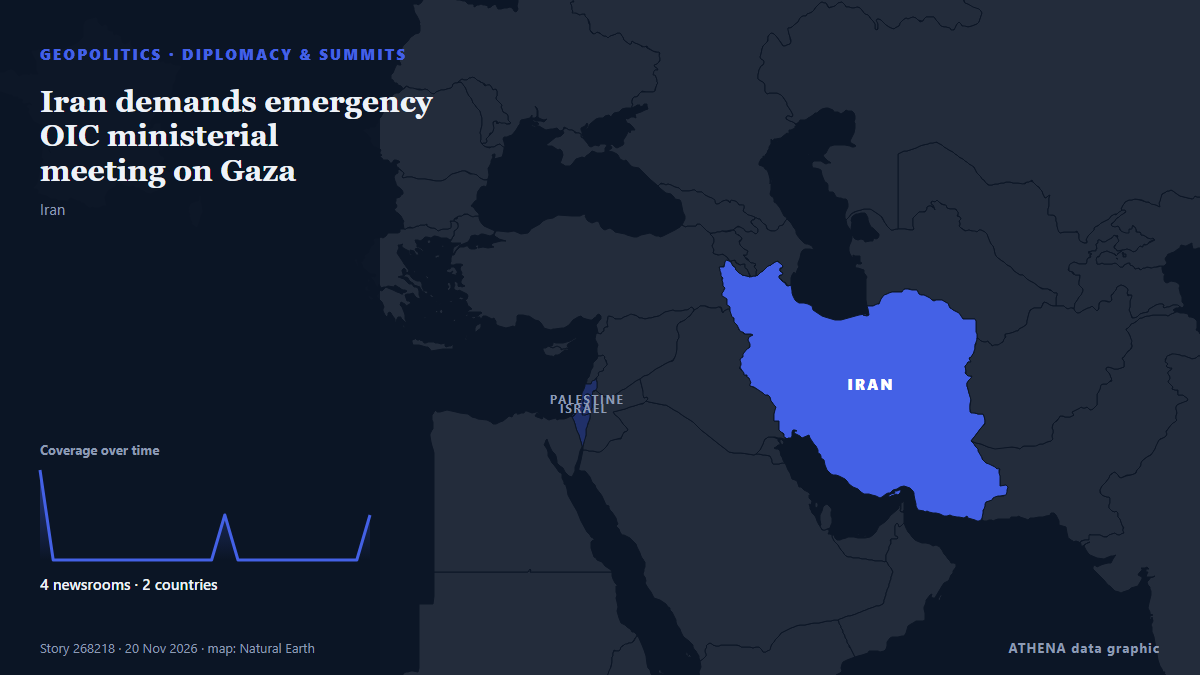 GEOPOLITICS · DIPLOMACY & SUMMITS
Iran demands emergency
OIC ministerial
meeting on Gaza
Iran
IRAN
PALESTINE
ISRAEL
Coverage over time
4 newsrooms · 2 countries
Story 268218 · 20 Nov 2026 · map: Natural Earth
ATHENA data graphic